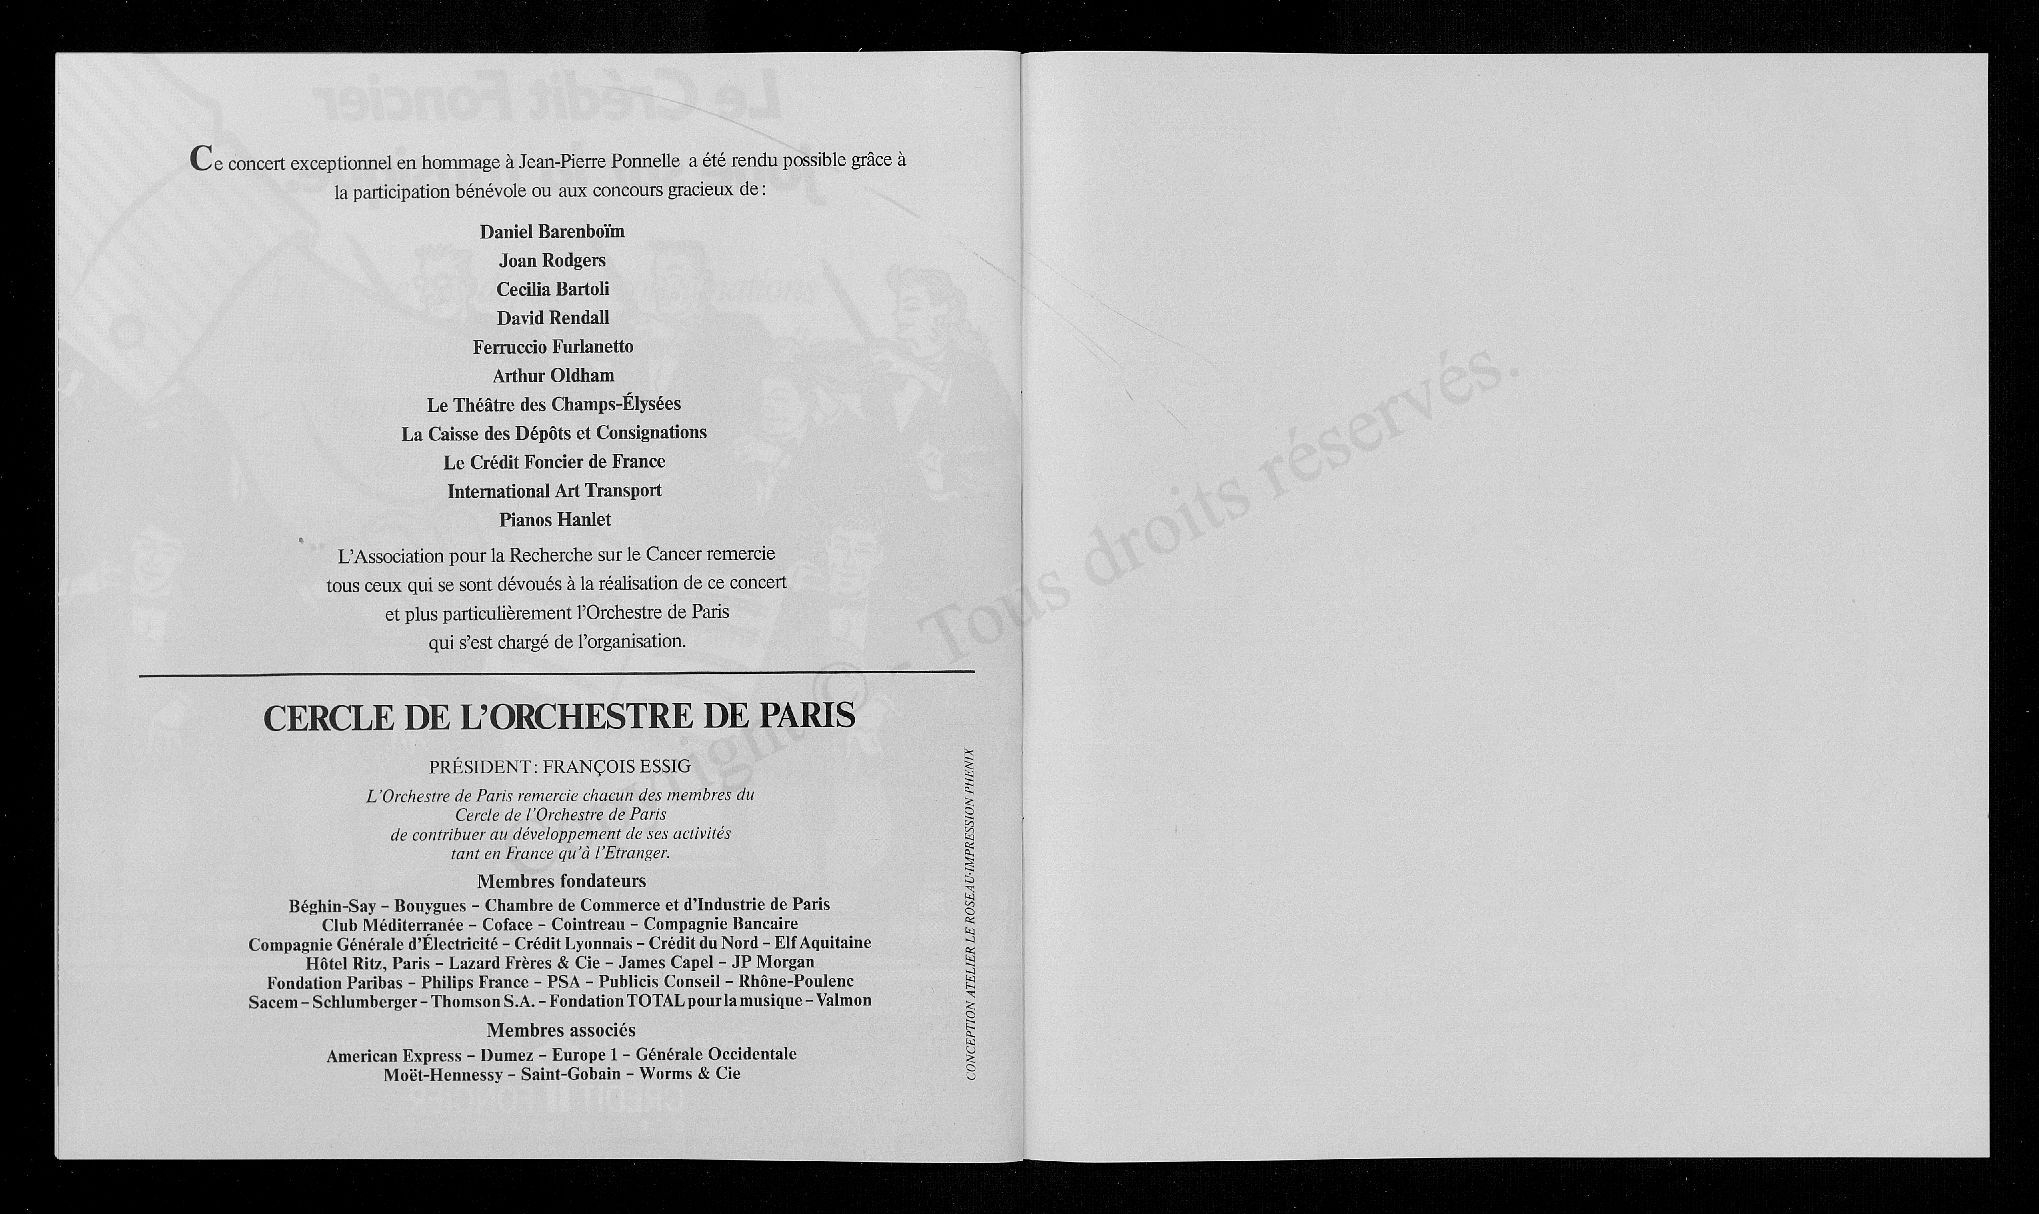 Ce concert exceptionnel en hommage à Jean-Pierre Ponnelle a été rendu possible grâce à
la participation bénévole ou aux concours gracieux de :
Daniel Barenboïm
Joan Rodgers
Cecilia Bartoli
David Rendall
Ferruccio Furlanetto
Arthur Oldham
Le Théâtre des Champs-Élysées
La Caisse des Dépôts et Consignations
Le Crédit Foncier de France
International Art Transport
Pianos Hanlet
L'Association pour la Recherche sur le Cancer remercie
tous ceux qui se sont dévoués à la réalisation de ce concert
et plus particulièrement l'Orchestre de Paris
qui s'est chargé de l'organisation.
CERCLE DE L'ORCHESTRE DE PARIS
PRÉSIDENT : FRANÇOIS ESSIG
L'Orchestre de Paris remercie chacun des membres du
Cercle de l'Orchestre de Paris
de contribuer au développement de ses activités
tant en France qu'à l'Etranger.
Membres fondateurs
Béghin-Say – Bouygues – Chambre de Commerce et d'Industrie de Paris
Club Méditerranée – Coface – Cointreau – Compagnie Bancaire
Compagnie Générale d'Électricité – Crédit Lyonnais – Crédit du Nord – Elf Aquitaine
Hôtel Ritz, Paris – Lazard Frères & Cie – James Capel – JP Morgan
Fondation Paribas – Philips France – PSA – Publicis Conseil – Rhône-Poulenc
Sacem – Schlumberger – Thomson S.A. – Fondation TOTAL pour la musique – Valmon
Membres associés
American Express – Dumez – Europe 1 – Générale Occidentale
Moët-Hennessy – Saint-Gobain – Worms & Cie
CONCEPTION ATELIER LE ROSEAU-IMPRESSION PHENIX
© - Tous droits réservés.
Le Crédit Foncier
CREDIT FONCIER